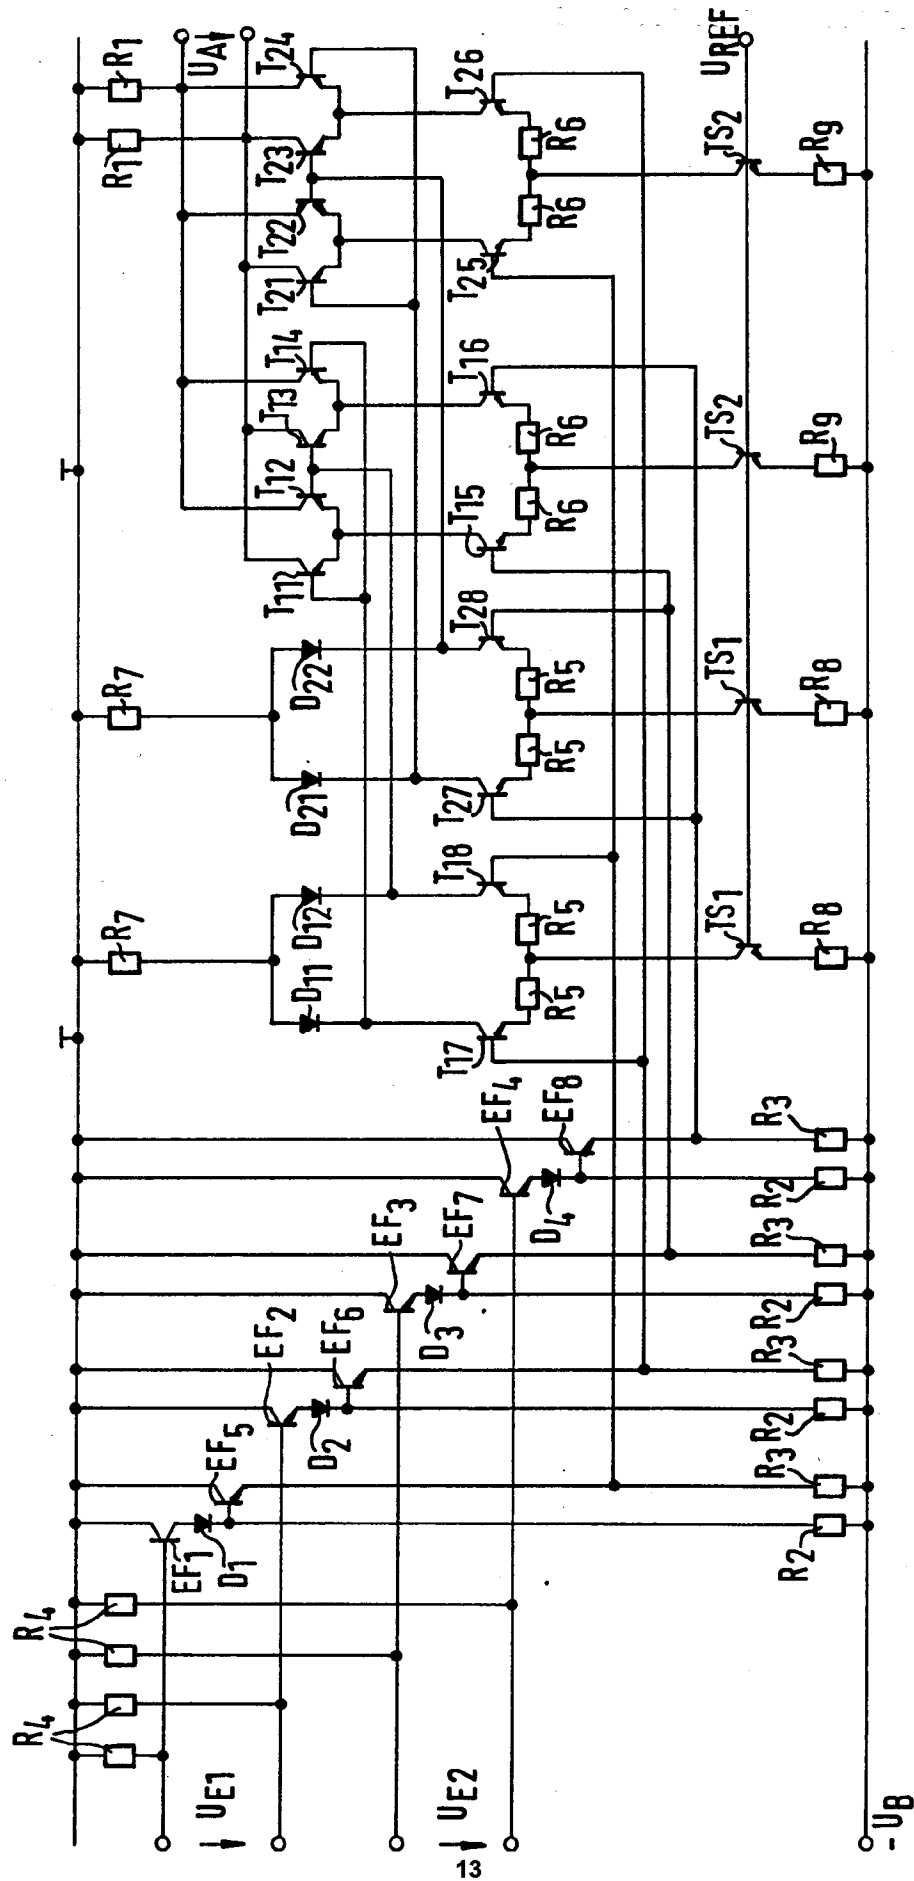 R1
R1
UA
T24
T23
T22
T21
T14
T13
T12
T11
T26
R6
R6
T25
T16
R6
R6
T15
UREF
TS2
R9
TS2
R9
R7
D22
D21
T28
R5
R5
T27
TS1
R8
R7
D12
D11
T18
R5
R5
T17
TS1
R8
EF4
EF8
D4
R3
R2
EF3
EF7
D3
R3
R2
EF2
EF6
D2
R3
R2
EF5
EF1
D1
R3
R2
R4
R4
UE1
UE2
-UB
13